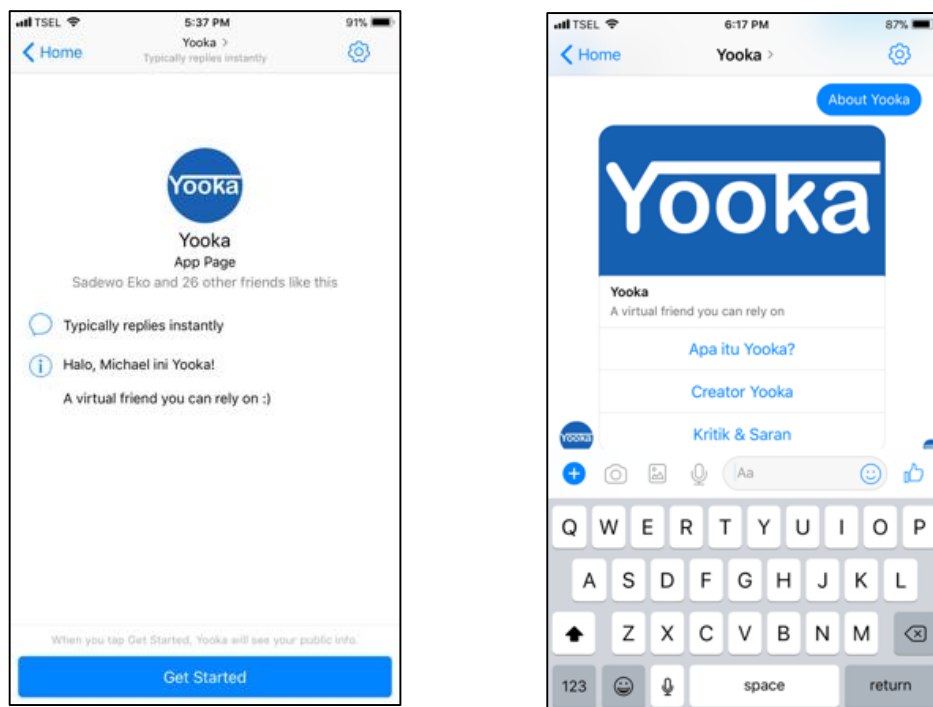 TSEL 5:37 PM 91%
Home Yooka >
Typically replies instantly
Yooka
Yooka
App Page
Sadewo Eko and 26 other friends like this
Typically replies instantly
Halo, Michael ini Yooka!
A virtual friend you can rely on :)
When you tap Get Started, Yooka will see your public info.
Get Started
TSEL 6:17 PM 87%
Home Yooka >
About Yooka
Yooka
Yooka
A virtual friend you can rely on
Apa itu Yooka?
Creator Yooka
Kritik & Saran
Yooka
Aa
Q W E R T Y U I O P
A S D F G H J K L
Z X C V B N M
123 space return